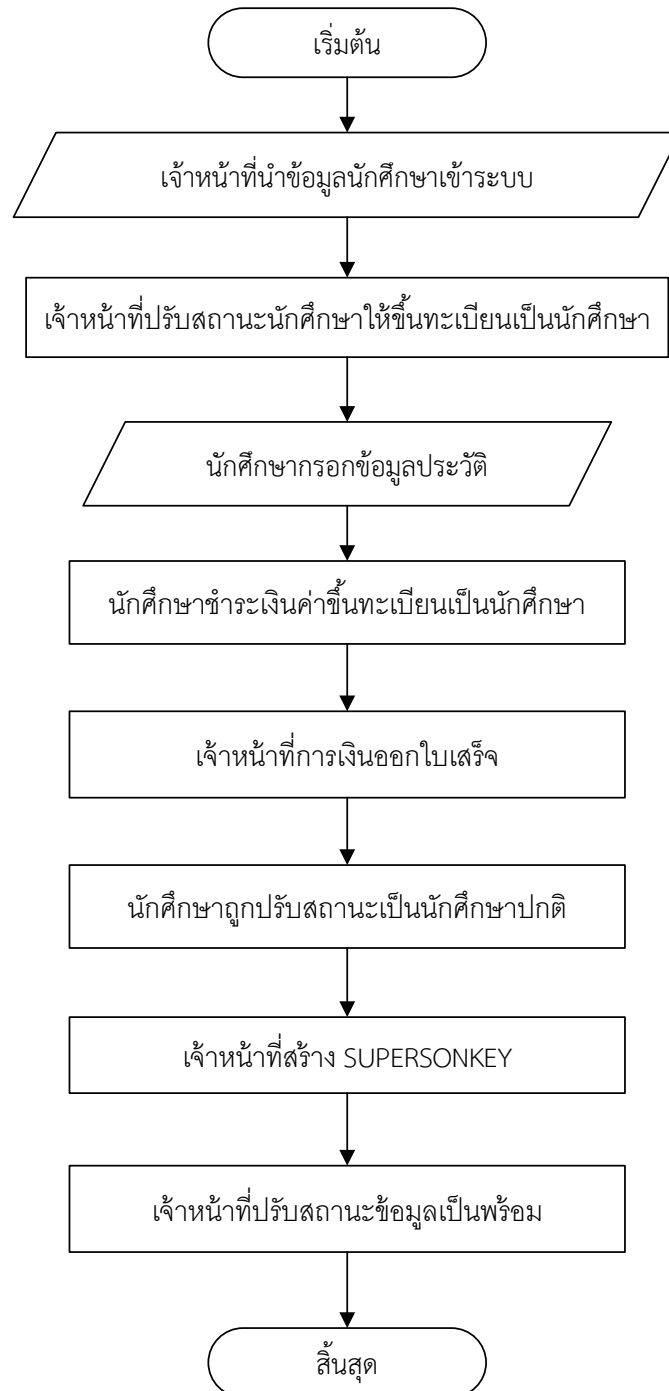 เริ่มต้น
เจ้าหน้าที่นำข้อมูลนักศึกษาเข้าระบบ
เจ้าหน้าที่ปรับสถานะนักศึกษาให้ขึ้นทะเบียนเป็นนักศึกษา
นักศึกษากรอกข้อมูลประวัติ
นักศึกษาชำระเงินค่าขึ้นทะเบียนเป็นนักศึกษา
เจ้าหน้าที่การเงินออกใบเสร็จ
นักศึกษาถูกปรับสถานะเป็นนักศึกษาปกติ
เจ้าหน้าที่สร้าง SUPERSONKEY
เจ้าหน้าที่ปรับสถานะข้อมูลเป็นพร้อม
สิ้นสุด